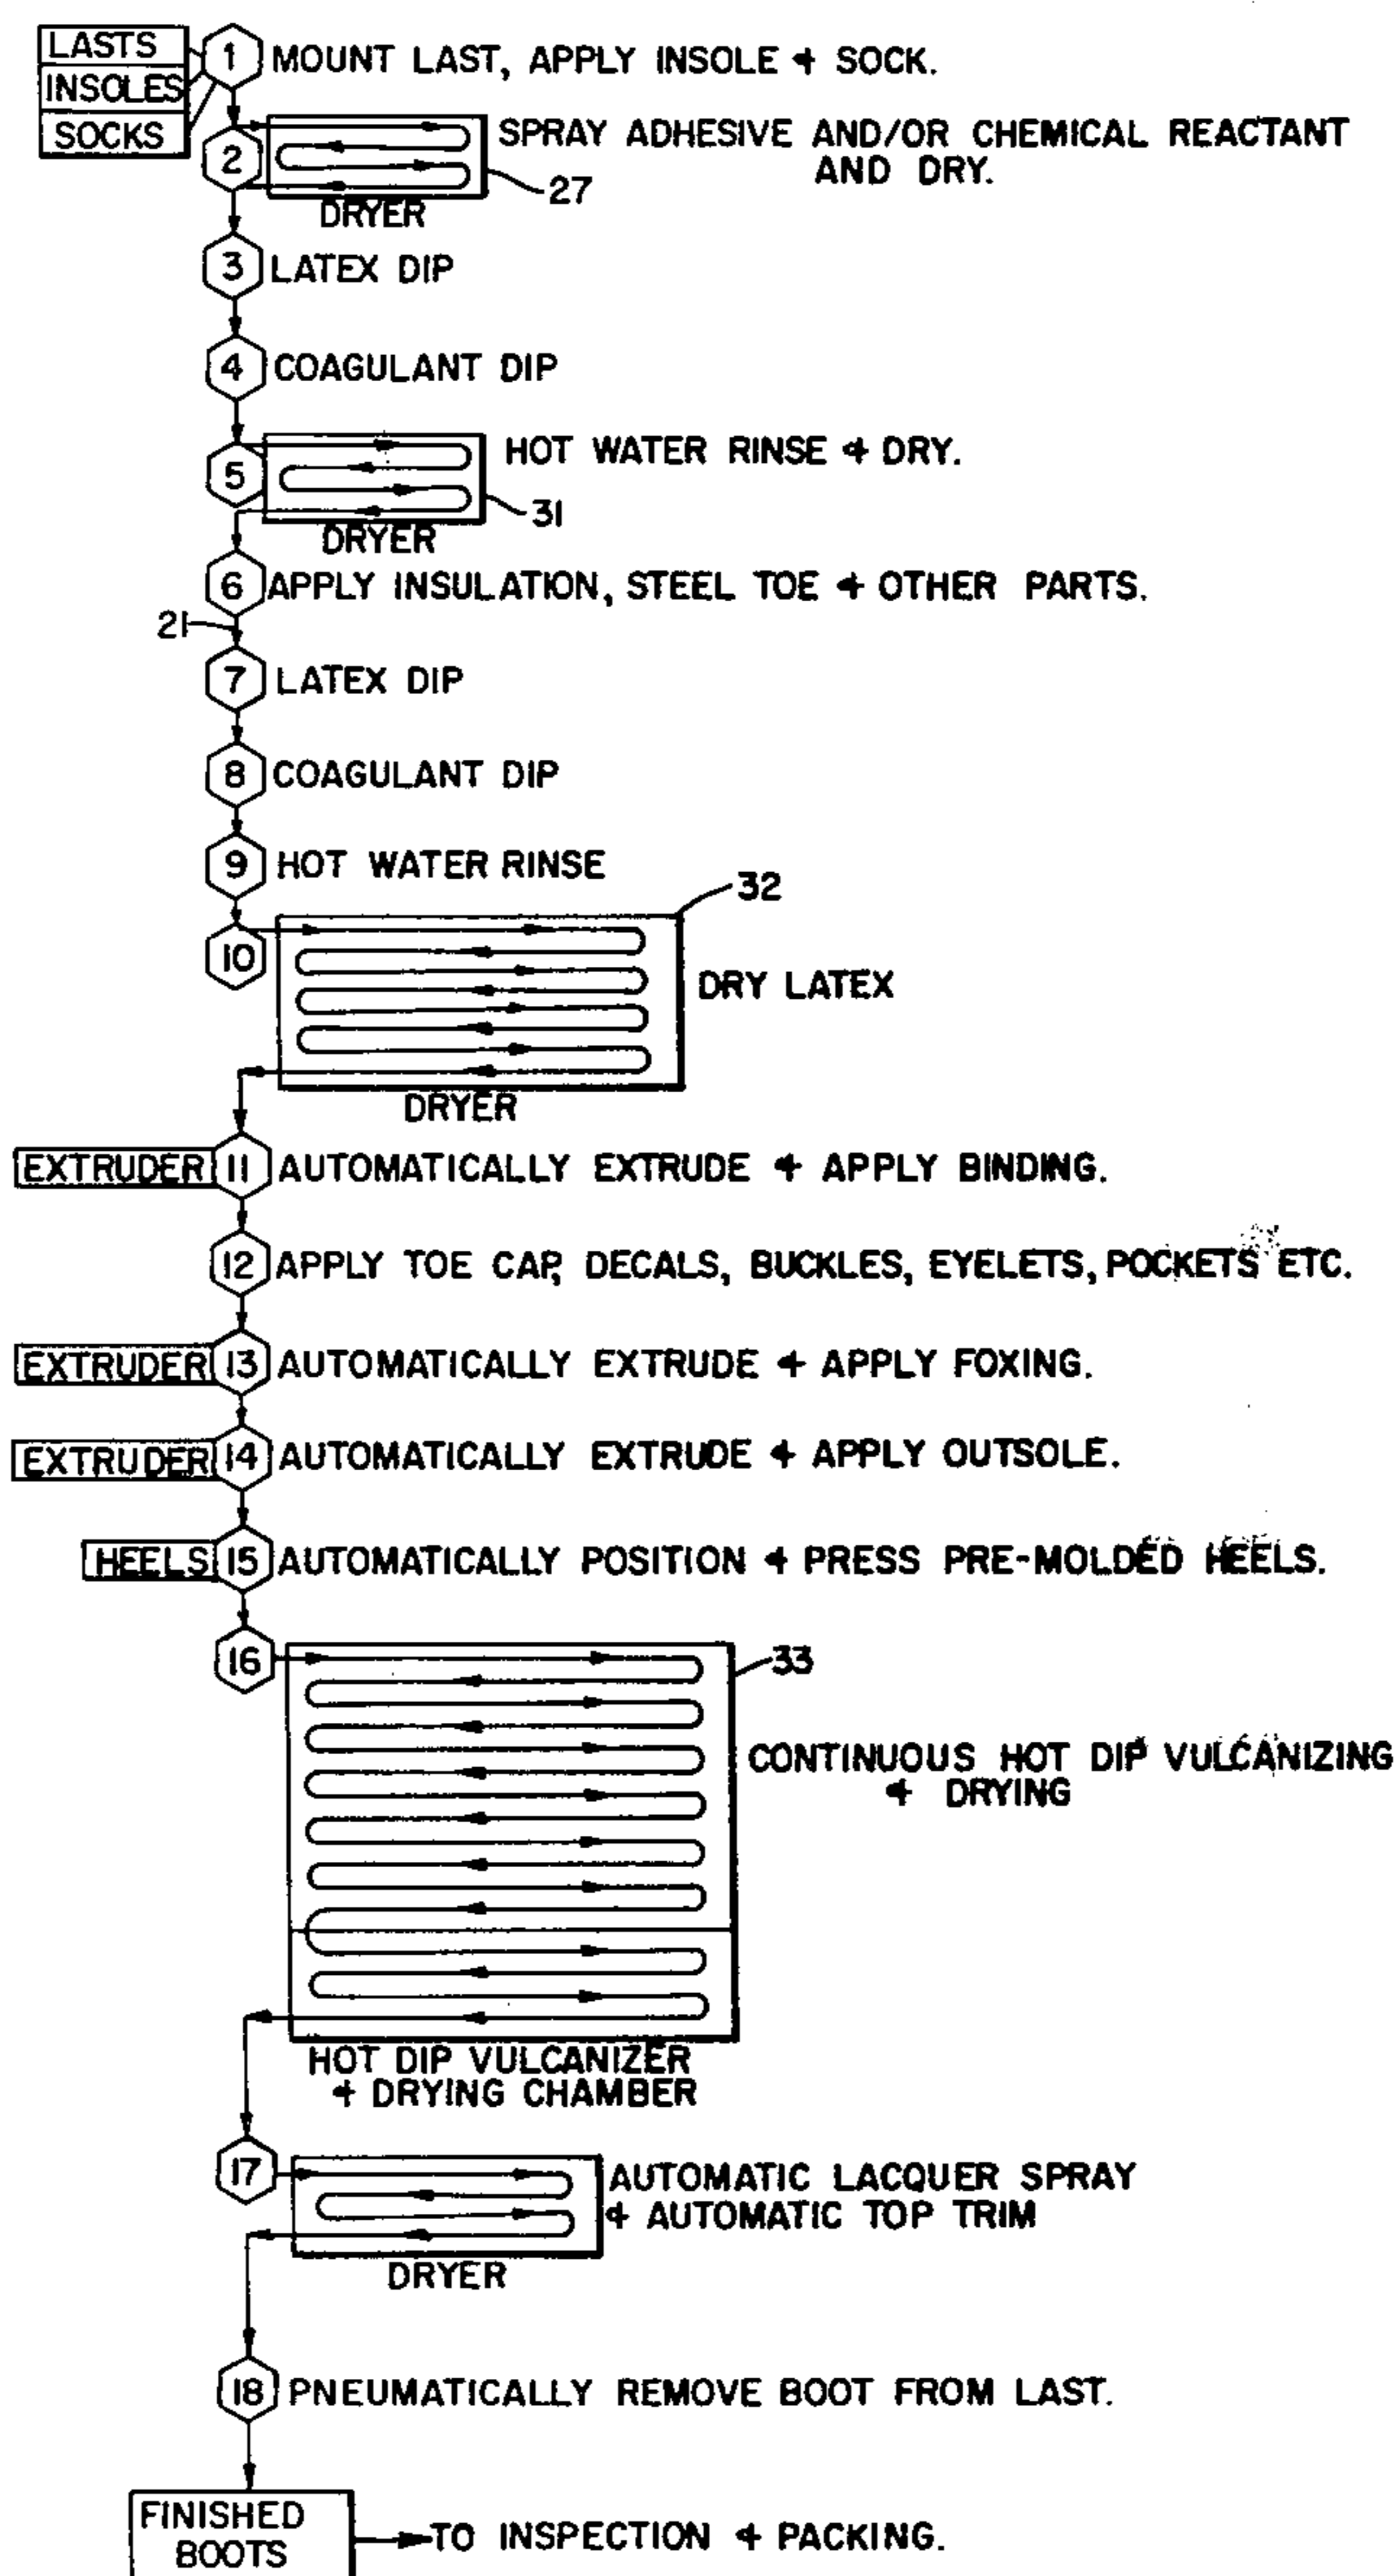 LASTS
INSOLES
SOCKS
1 MOUNT LAST, APPLY INSOLE & SOCK.
2 SPRAY ADHESIVE AND/OR CHEMICAL REACTANT
AND DRY.
27
DRYER
3 LATEX DIP
4 COAGULANT DIP
5 HOT WATER RINSE & DRY.
31
DRYER
6 APPLY INSULATION, STEEL TOE & OTHER PARTS.
21
7 LATEX DIP
8 COAGULANT DIP
9 HOT WATER RINSE
32
10 DRY LATEX
DRYER
EXTRUDER 11 AUTOMATICALLY EXTRUDE & APPLY BINDING.
12 APPLY TOE CAP, DECALS, BUCKLES, EYELETS, POCKETS ETC.
EXTRUDER 13 AUTOMATICALLY EXTRUDE & APPLY FOXING.
EXTRUDER 14 AUTOMATICALLY EXTRUDE & APPLY OUTSOLE.
HEELS 15 AUTOMATICALLY POSITION & PRESS PRE-MOLDED HEELS.
16
33
CONTINUOUS HOT DIP VULCANIZING
& DRYING
HOT DIP VULCANIZER
& DRYING CHAMBER
17 AUTOMATIC LACQUER SPRAY
& AUTOMATIC TOP TRIM
DRYER
18 PNEUMATICALLY REMOVE BOOT FROM LAST.
FINISHED
BOOTS
TO INSPECTION & PACKING.